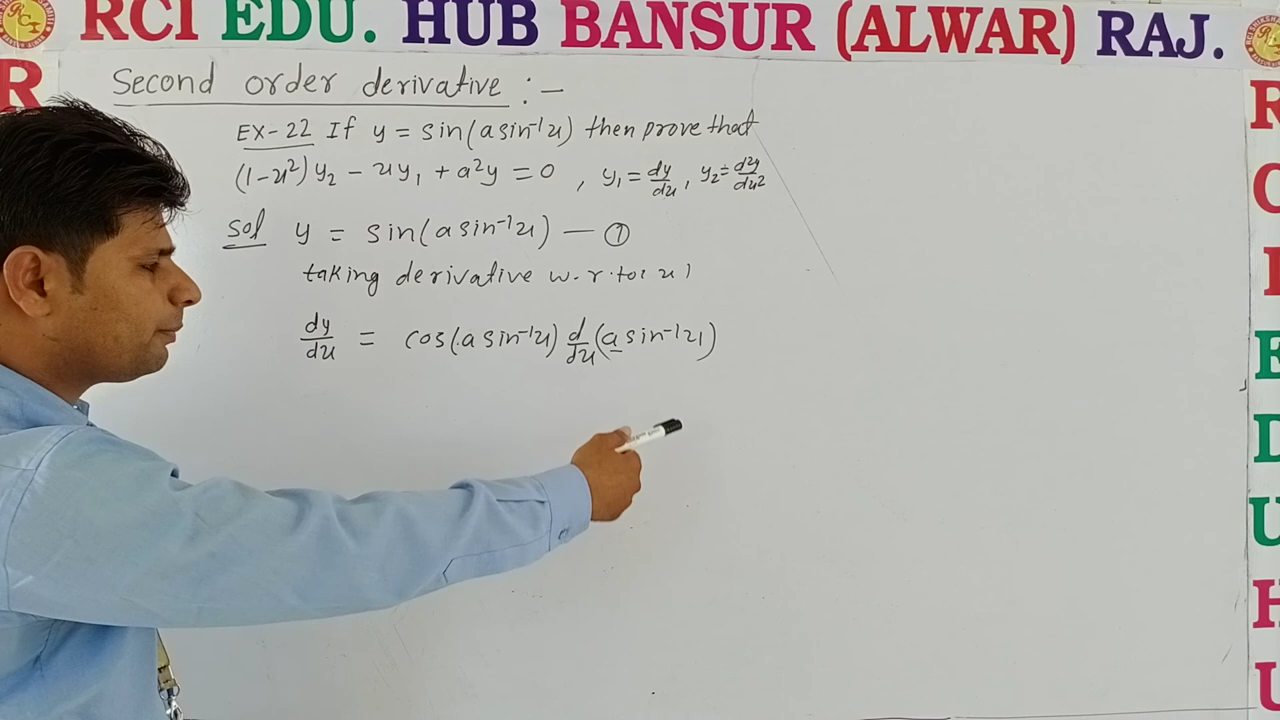 RCI EDU. HUB BANSUR (ALWAR) RAJ.
Second order derivative :-
EX-22 If y = sin(a sin⁻¹x) then prove that
(1-x²)y₂ - xy₁ + a²y = 0 , y₁ = dy/dx , y₂ = d²y/dx²
Sol y = sin(a sin⁻¹x) — ①
taking derivative w.r.to x)
dy/dx = cos(a sin⁻¹x) d/dx (a sin⁻¹x)
R
R
C
I
E
D
U
H
U